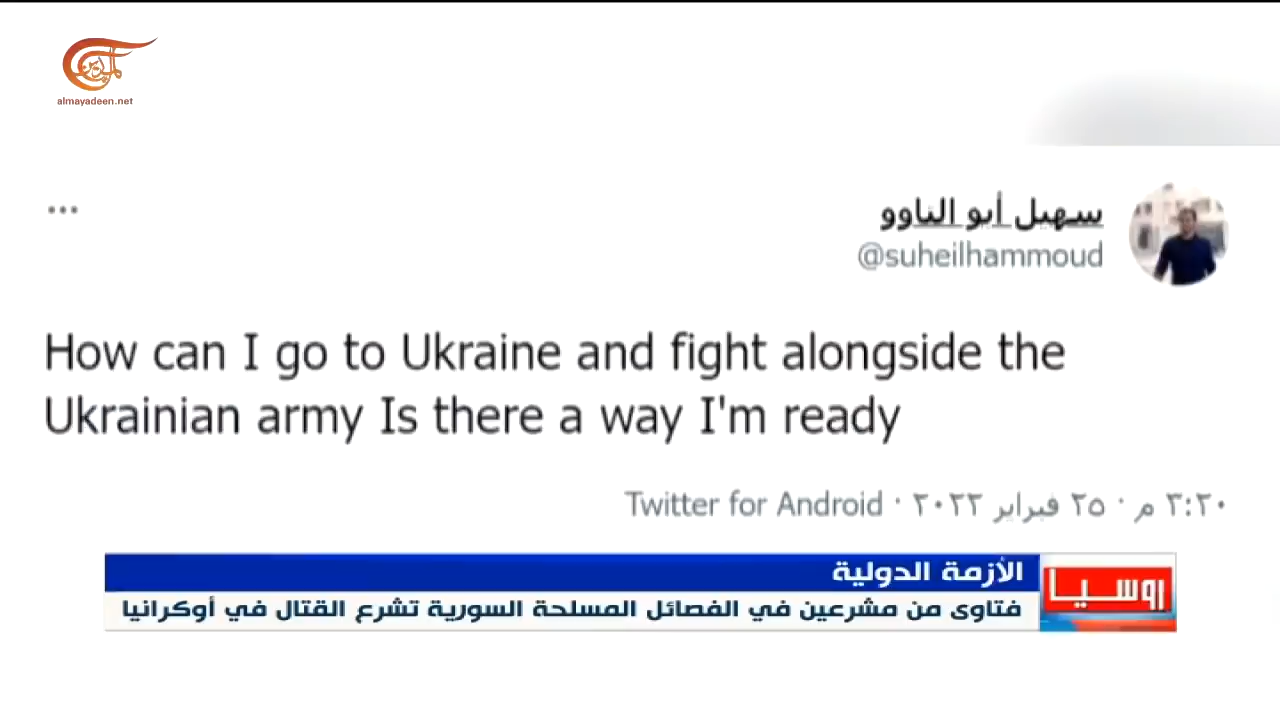 المیادین
almayadeen.net
...
سهيل أبو التاوو
@suheilhammoud
How can I go to Ukraine and fight alongside the
Ukrainian army Is there a way I'm ready
٣:٢٠ م · ٢٥ فبراير ٢٠٢٢ · Twitter for Android
روسيا
الأزمة الدولية
فتاوى من مشرعين في الفصائل المسلحة السورية تشرع القتال في أوكرانيا